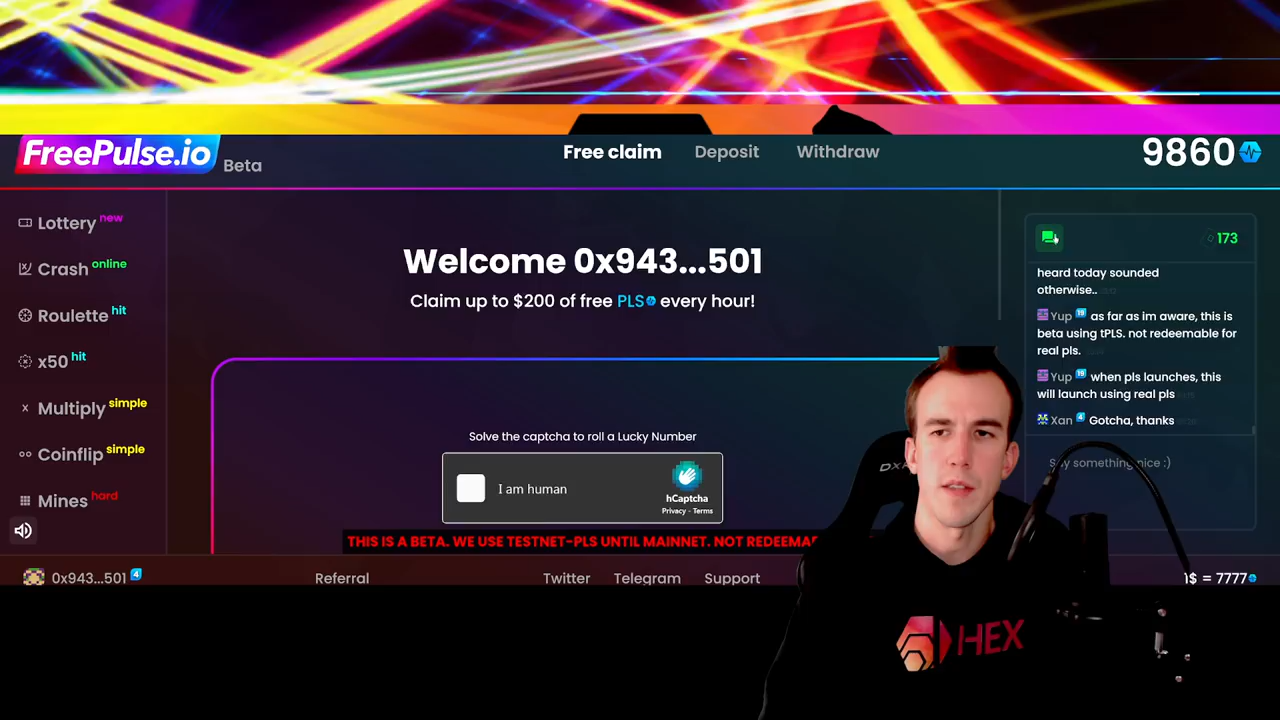 FreePulse.io
Beta
Free claim
Deposit
Withdraw
9860
Lottery new
Crash online
Roulette hit
x50 hit
Multiply simple
Coinflip simple
Mines hard
Welcome 0x943...501
Claim up to $200 of free PLS every hour!
Solve the captcha to roll a Lucky Number
I am human
hCaptcha
Privacy - Terms
THIS IS A BETA. WE USE TESTNET-PLS UNTIL MAINNET. NOT
173
heard today sounded
otherwise..
Yup 19 as far as im aware, this is
beta using tPLS. not redeemable for
real pls.
Yup 19 when pls launches, this
will launch using real pls
Xan 4 Gotcha, thanks
Say something nice :)
0x943...501 4
Referral
Twitter
Telegram
Support
1$ = 7777
HEX